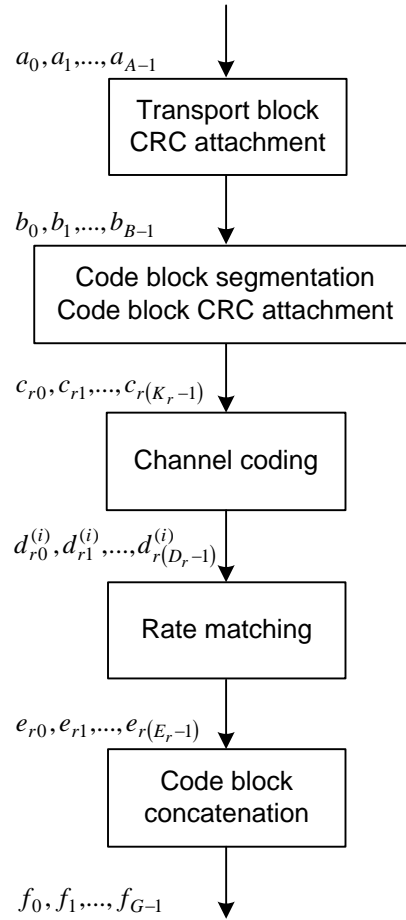 a_0, a_1,..., a_{A-1}
Transport block
CRC attachment
b_0, b_1,..., b_{B-1}
Code block segmentation
Code block CRC attachment
c_{r0}, c_{r1},..., c_{r(K_r-1)}
Channel coding
d_{r0}^{(i)}, d_{r1}^{(i)},..., d_{r(D_r-1)}^{(i)}
Rate matching
e_{r0}, e_{r1},..., e_{r(E_r-1)}
Code block
concatenation
f_0, f_1,..., f_{G-1}